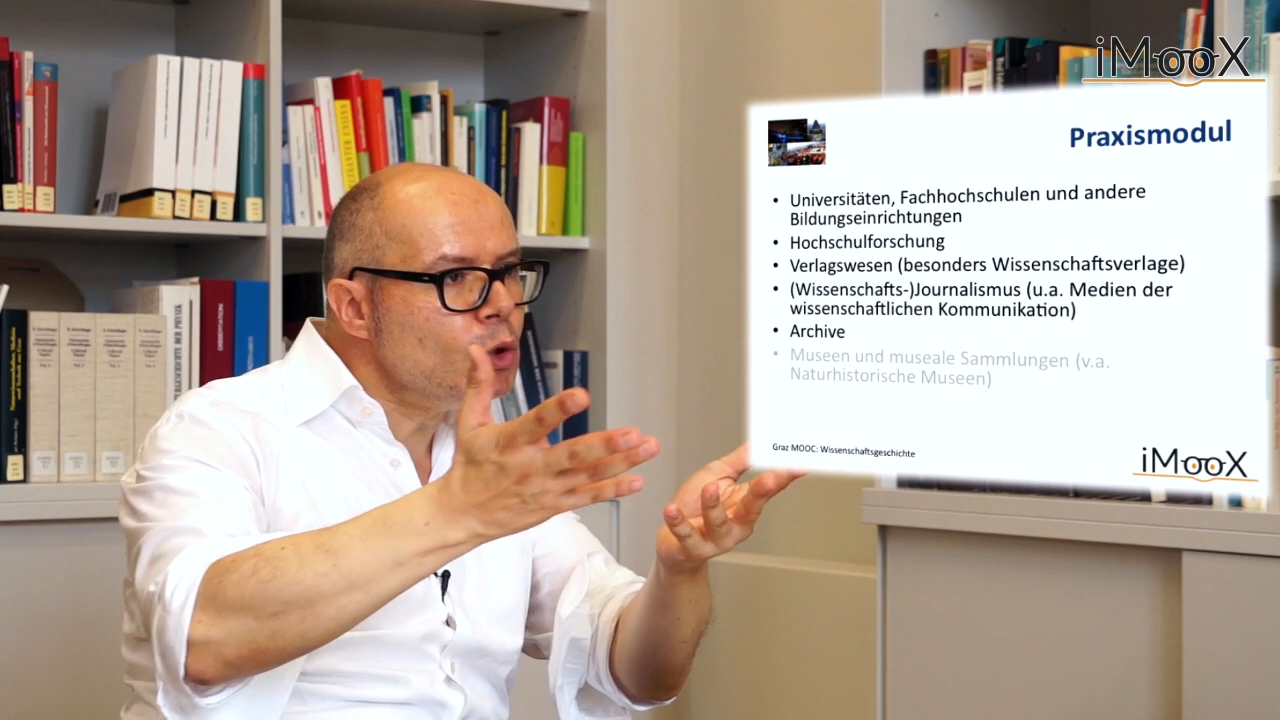 iMooX
Praxismodul
• Universitäten, Fachhochschulen und andere
Bildungseinrichtungen
• Hochschulforschung
• Verlagswesen (besonders Wissenschaftsverlage)
• (Wissenschafts-)Journalismus (u.a. Medien der
wissenschaftlichen Kommunikation)
• Archive
• Museen und museale Sammlungen (v.a.
Naturhistorische Museen)
Graz MOOC: Wissenschaftsgeschichte
iMooX